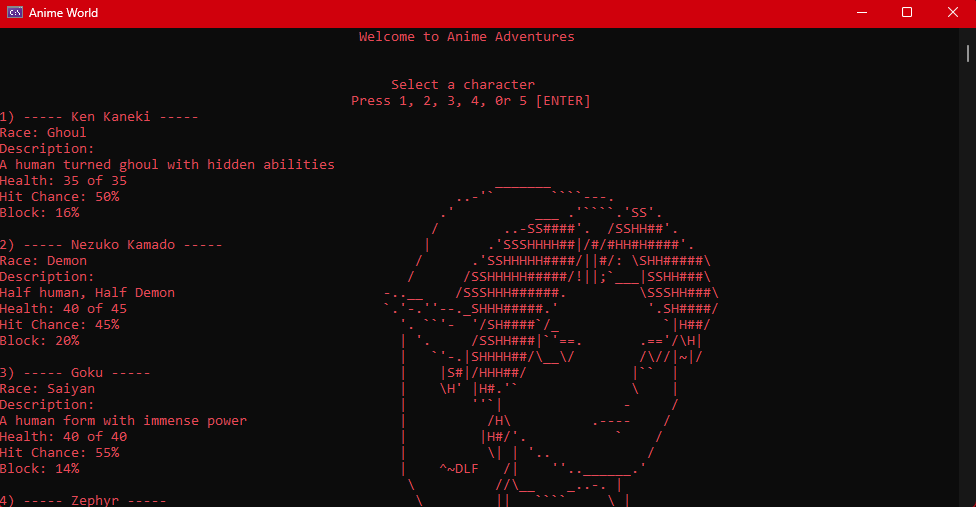 Anime World
Welcome to Anime Adventures
Select a character
Press 1, 2, 3, 4, 0r 5 [ENTER]
1) ----- Ken Kaneki -----
Race: Ghoul
Description:
A human turned ghoul with hidden abilities
Health: 35 of 35
Hit Chance: 50%
Block: 16%
2) ----- Nezuko Kamado -----
Race: Demon
Description:
Half human, Half Demon
Health: 40 of 45
Hit Chance: 45%
Block: 20%
3) ----- Goku -----
Race: Saiyan
Description:
A human form with immense power
Health: 40 of 40
Hit Chance: 55%
Block: 14%
^~DLF
4) ----- Zephyr -----